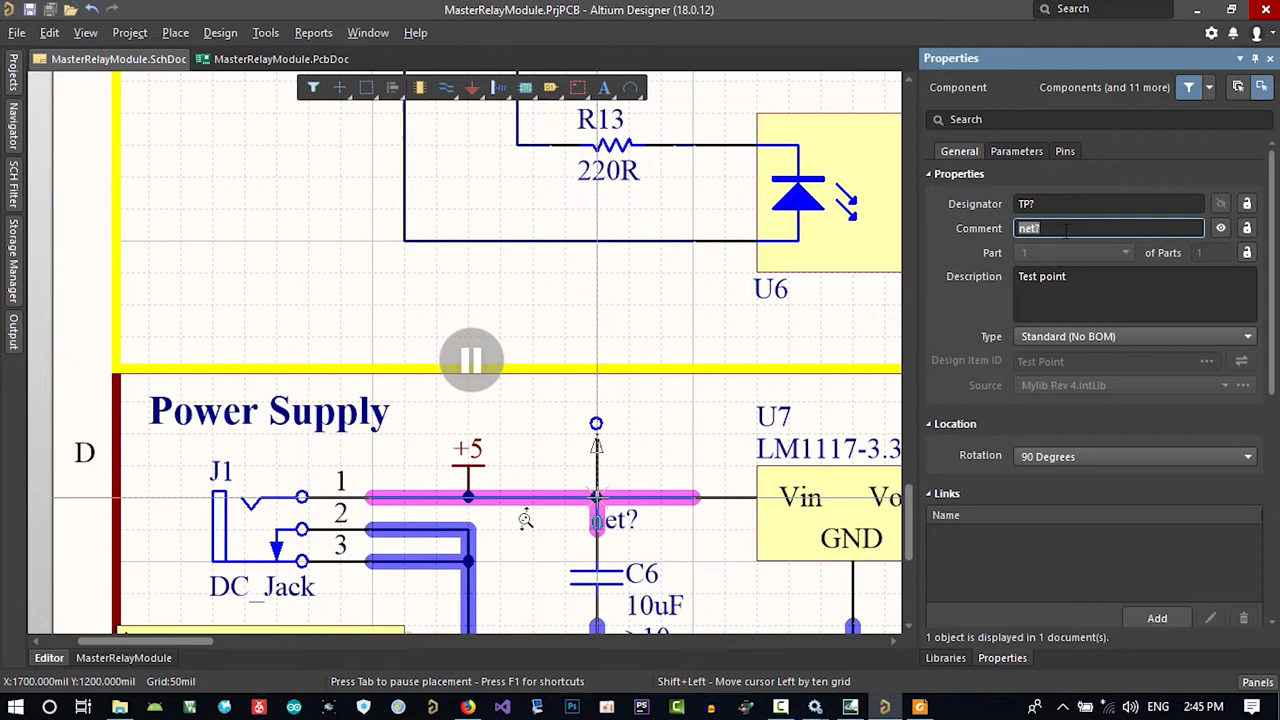 MasterRelayModule.PrjPCB - Altium Designer (18.0.12)
Search
File Edit View Project Place Design Tools Reports Window Help
MasterRelayModule.SchDoc MasterRelayModule.PcbDoc
Projects
Navigator
SCH Filter
Storage Manager
Output
R13
220R
U6
Power Supply
D
+5
J1
1
2
3
DC_Jack
net?
C6
10uF
U7
LM1117-3.3
Vin Vo
GND
Properties
Component Components (and 11 more)
Search
General Parameters Pins
Properties
Designator TP?
Comment net?
Part 1 of Parts 1
Description Test point
Type Standard (No BOM)
Design Item ID Test Point
Source Mylib Rev 4.IntLib
Location
Rotation 90 Degrees
Links
Name
Add
1 object is displayed in 1 document(s).
Editor MasterRelayModule
Libraries Properties
X:1700.000mil Y:1200.000mil Grid:50mil Press Tab to pause placement - Press F1 for shortcuts Shift+Left - Move cursor Left by ten grid Panels
ENG 2:45 PM